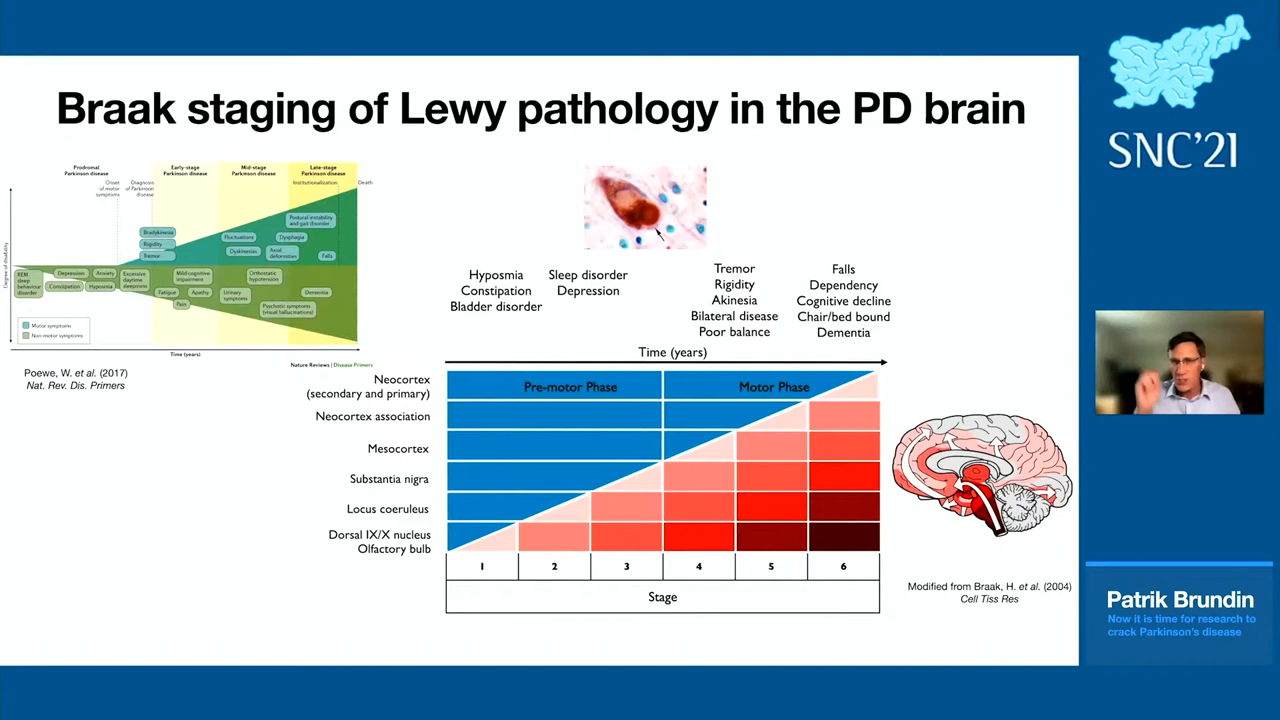 Braak staging of Lewy pathology in the PD brain
Prodromal
Parkinson disease
Early-stage
Parkinson disease
Mid-stage
Parkinson disease
Late-stage
Parkinson disease
Onset
of motor
symptoms
Diagnosis
of Parkinson
disease
Institutionalization
Death
Degree of disability
Bradykinesia
Rigidity
Tremor
Fluctuations
Dyskinesia
Postural instability
and gait disorder
Dysphagia
Axial
deformities
Falls
REM
sleep
behaviour
disorder
Depression
Anxiety
Constipation
Hyposmia
Excessive
daytime
sleepiness
Mild cognitive
impairment
Fatigue
Apathy
Pain
Orthostatic
hypotension
Urinary
symptoms
Dementia
Psychotic symptoms
(visual hallucinations)
Motor symptoms
Non-motor symptoms
Time (years)
Nature Reviews | Disease Primers
Poewe, W. et al. (2017)
Nat. Rev. Dis. Primers
Hyposmia
Constipation
Bladder disorder
Sleep disorder
Depression
Tremor
Rigidity
Akinesia
Bilateral disease
Poor balance
Falls
Dependency
Cognitive decline
Chair/bed bound
Dementia
Time (years)
Pre-motor Phase
Motor Phase
Neocortex
(secondary and primary)
Neocortex association
Mesocortex
Substantia nigra
Locus coeruleus
Dorsal IX/X nucleus
Olfactory bulb
1 2 3 4 5 6
Stage
Modified from Braak, H. et al. (2004)
Cell Tiss Res
SNC'21
Patrik Brundin
Now it is time for research to
crack Parkinson's disease